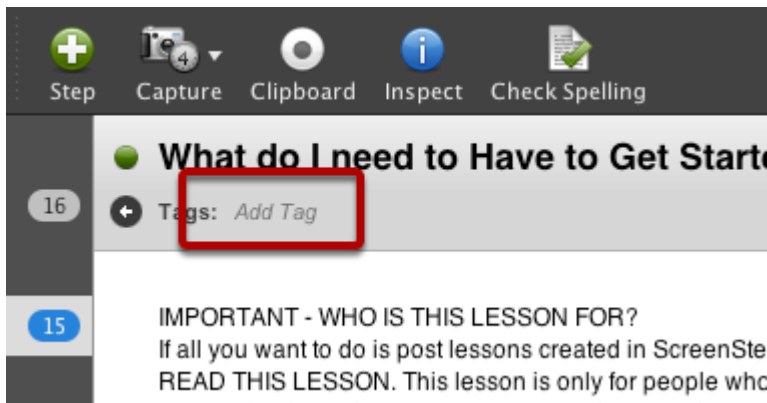 4
Step Capture Clipboard Inspect Check Spelling
What do I need to Have to Get Starte
16
Tags: Add Tag
15
IMPORTANT - WHO IS THIS LESSON FOR?
If all you want to do is post lessons created in ScreenSte
READ THIS LESSON. This lesson is only for people who